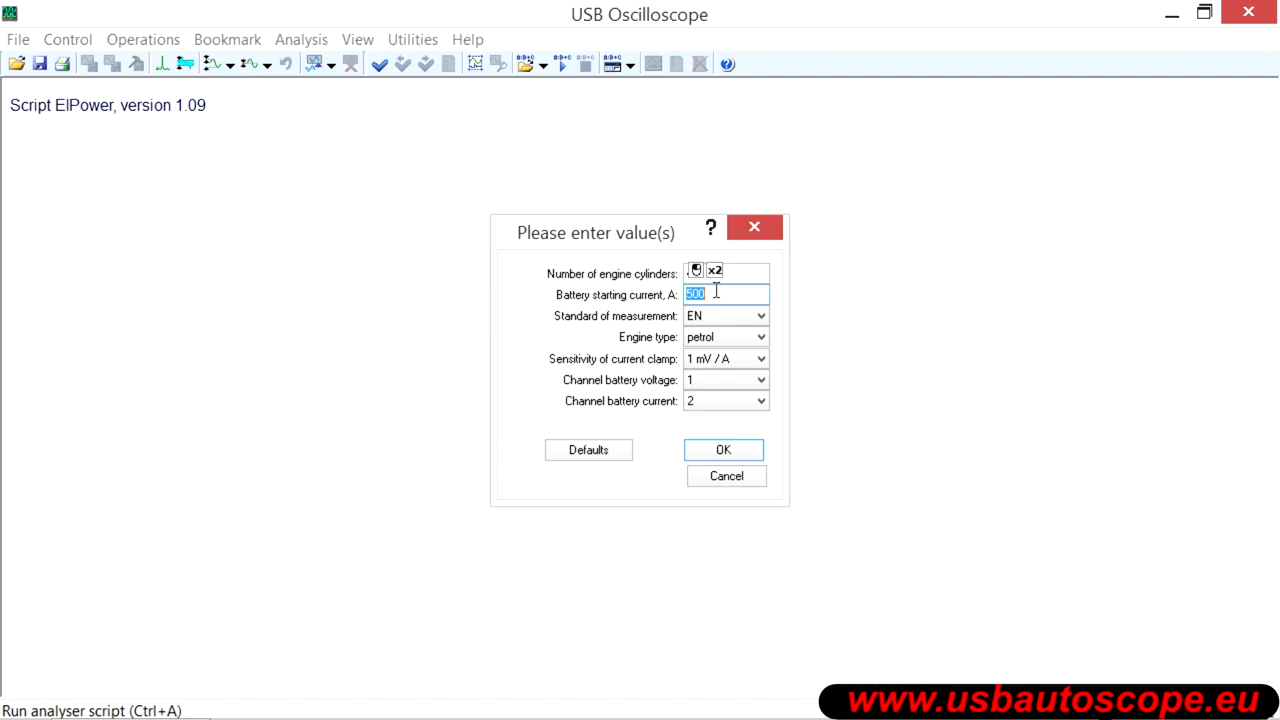 USB Oscilloscope
File Control Operations Bookmark Analysis View Utilities Help
Script ElPower, version 1.09
Please enter value(s) ?
Number of engine cylinders: x2
Battery starting current, A: 500
Standard of measurement: EN
Engine type: petrol
Sensitivity of current clamp: 1 mV / A
Channel battery voltage: 1
Channel battery current: 2
Defaults OK
Cancel
www.usbautoscope.eu
Run analyser script (Ctrl+A)